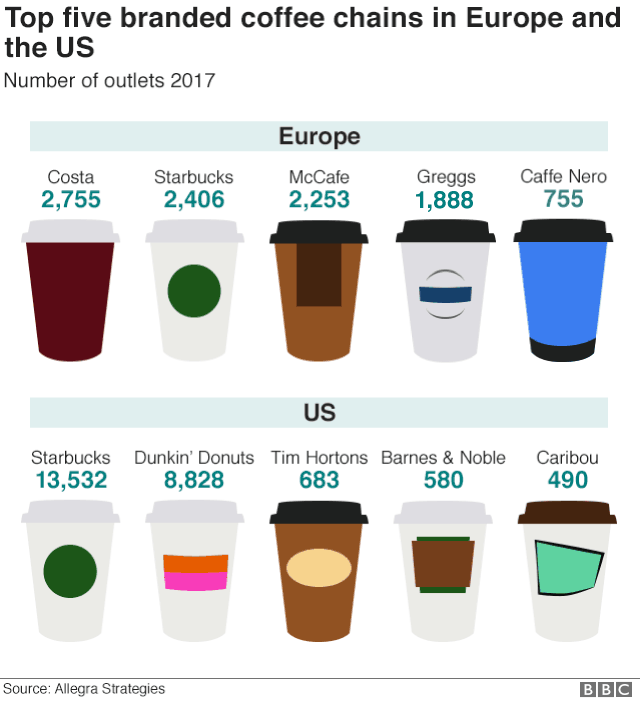 Top five branded coffee chains in Europe and
the US
Number of outlets 2017
Europe
Costa Starbucks McCafe Greggs Caffe Nero
2,755 2,406 2,253 1,888 755
US
Starbucks Dunkin' Donuts Tim Hortons Barnes & Noble Caribou
13,532 8,828 683 580 490
Source: Allegra Strategies BBC